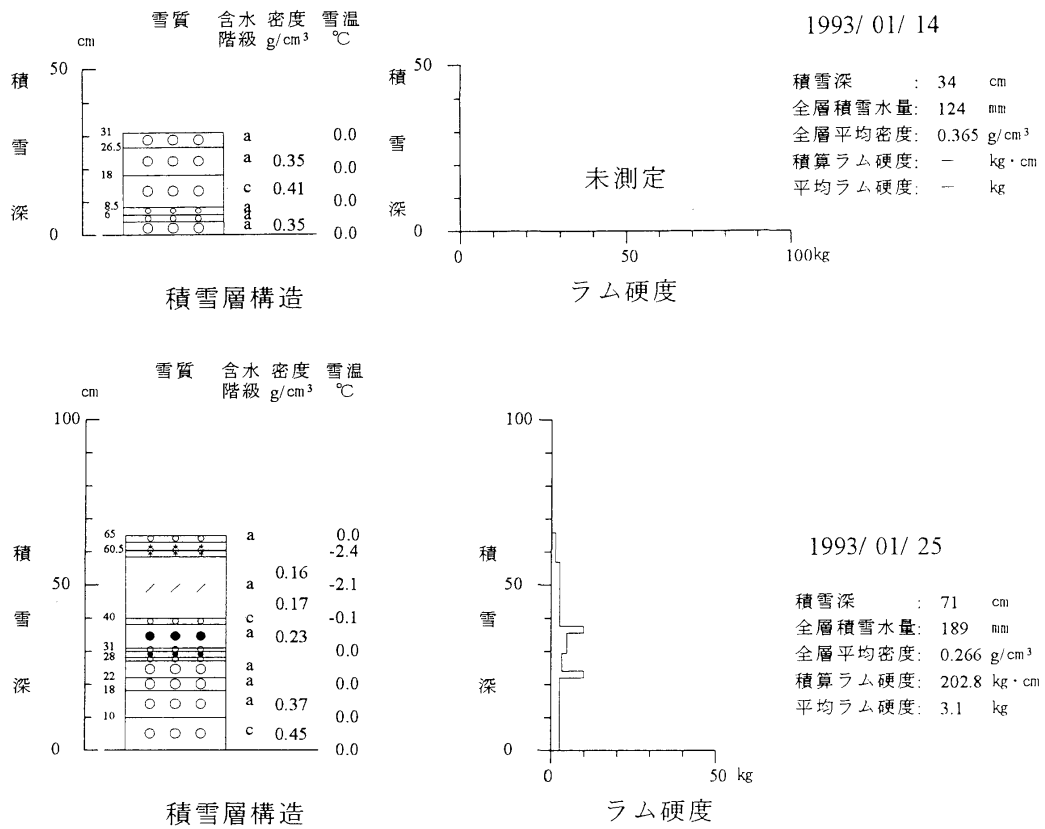 雪質 含水 密度 雪温
階級 g/cm³ ℃
cm
50
積
雪
深
0
31
26.5
18
8.5
6
a 0.0
a 0.35 0.0
c 0.41 0.0
a
a 0.35 0.0
積雪層構造
50
積
雪
深
0
未測定
0 50 100kg
ラム硬度
1993/ 01/ 14
積雪深 : 34 cm
全層積雪水量: 124 mm
全層平均密度: 0.365 g/cm³
積算ラム硬度: － kg・cm
平均ラム硬度: － kg
雪質 含水 密度 雪温
階級 g/cm³ ℃
cm
100
積
50
雪
深
0
65
60.5
40
31
28
22
18
10
a 0.0
-2.4
0.16
a -2.1
0.17
c -0.1
a 0.23
0.0
a
a 0.0
a 0.37
0.0
c 0.45
0.0
積雪層構造
100
積
50
雪
深
0
0 50 kg
ラム硬度
1993/ 01/ 25
積雪深 : 71 cm
全層積雪水量: 189 mm
全層平均密度: 0.266 g/cm³
積算ラム硬度: 202.8 kg・cm
平均ラム硬度: 3.1 kg